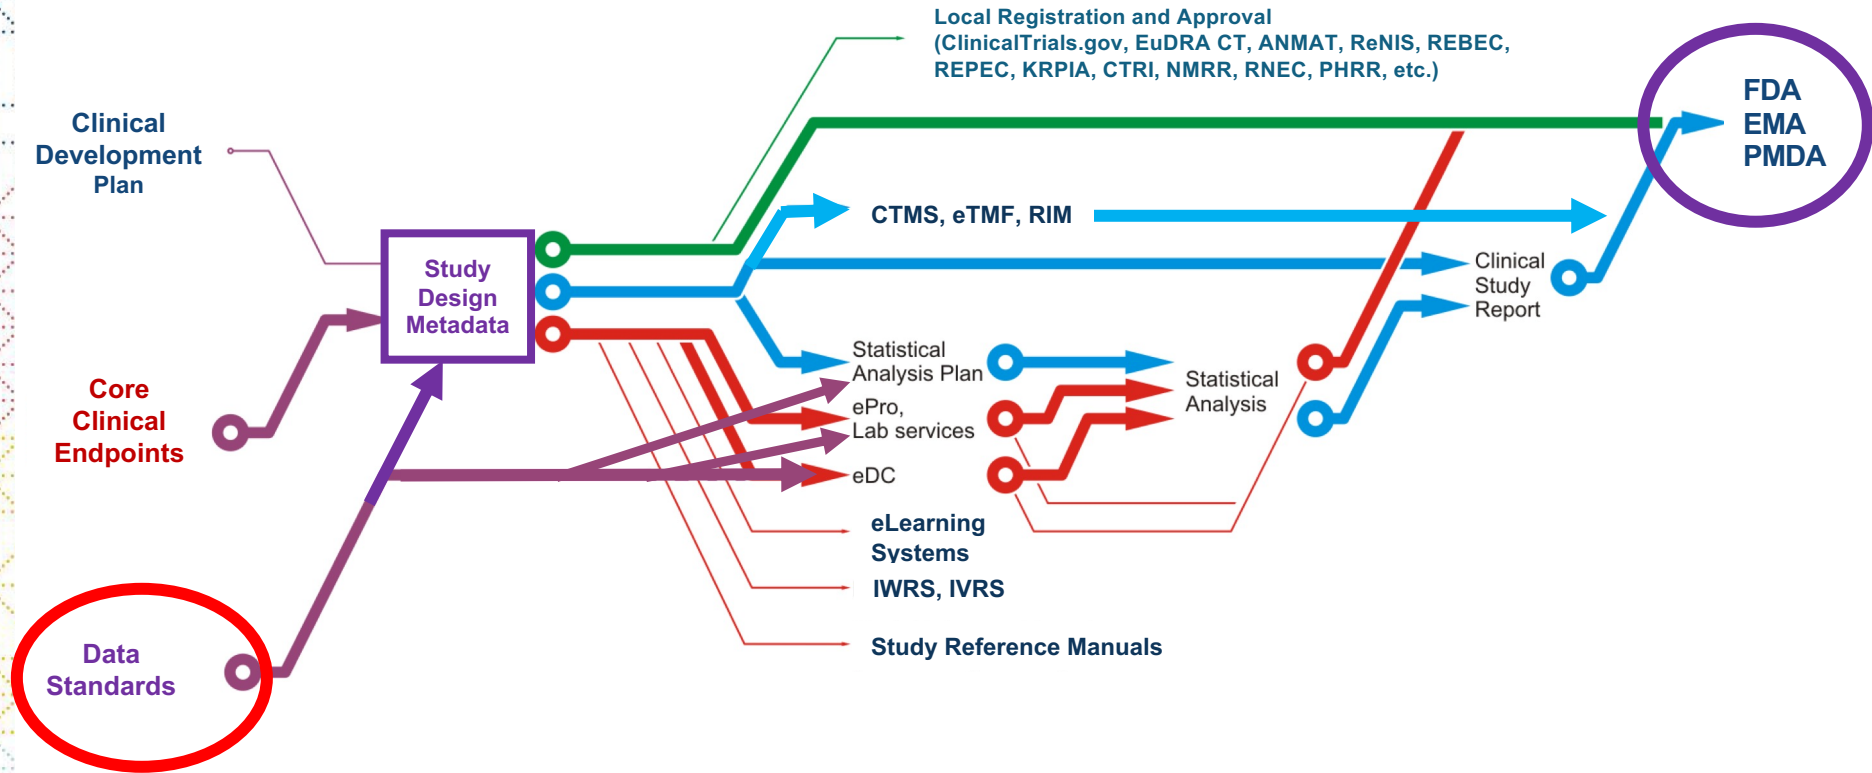 Local Registration and Approval
(ClinicalTrials.gov, EuDRA CT, ANMAT, ReNIS, REBEC,
REPEC, KRPIA, CTRI, NMRR, RNEC, PHRR, etc.)
FDA
EMA
PMDA
Clinical
Development
Plan
CTMS, eTMF, RIM
Study
Design
Metadata
Clinical
Study
Report
Statistical
Analysis Plan
Statistical
Analysis
Core
Clinical
Endpoints
ePro,
Lab services
eDC
eLearning
Systems
IWRS, IVRS
Study Reference Manuals
Data
Standards